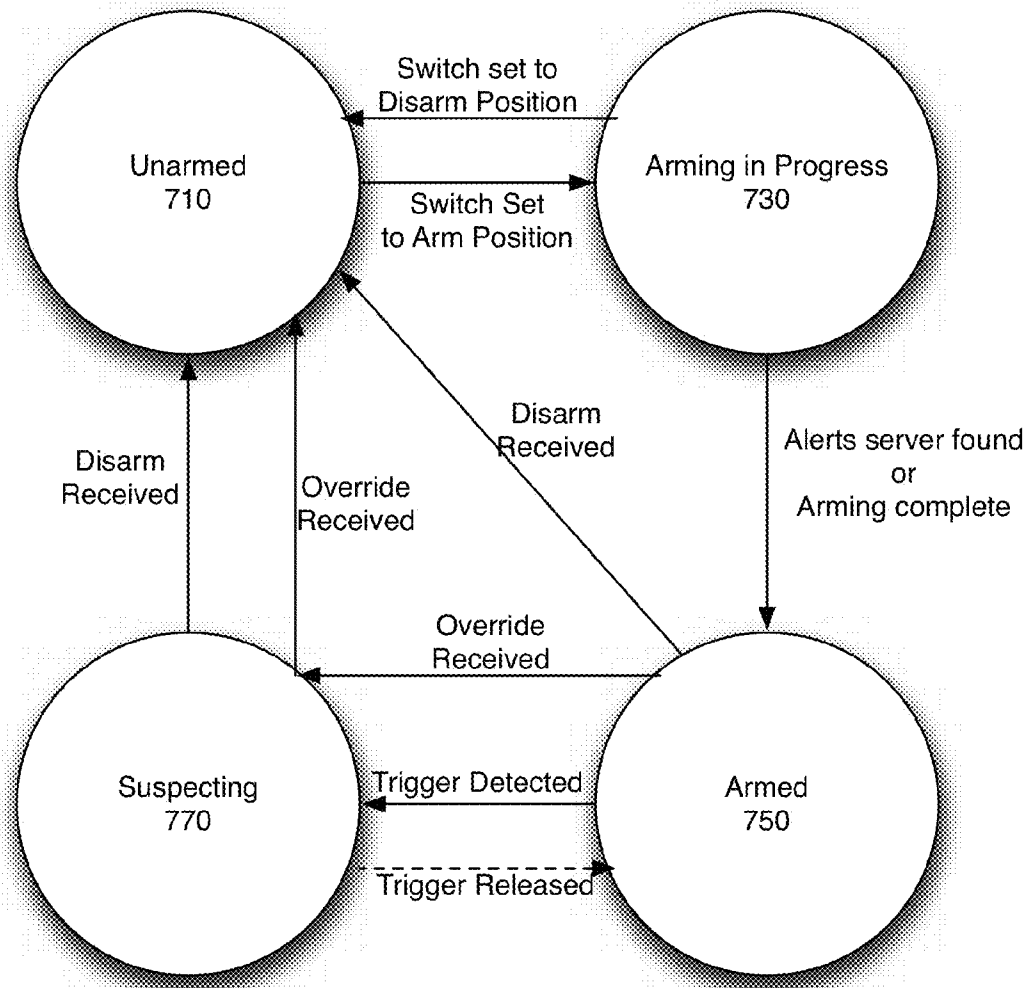 Switch set to
Disarm Position
Unarmed
710
Arming in Progress
730
Switch Set
to Arm Position
Disarm
Received
Alerts server found
or
Arming complete
Disarm
Received
Override
Received
Override
Received
Trigger Detected
Suspecting
770
Armed
750
Trigger Released